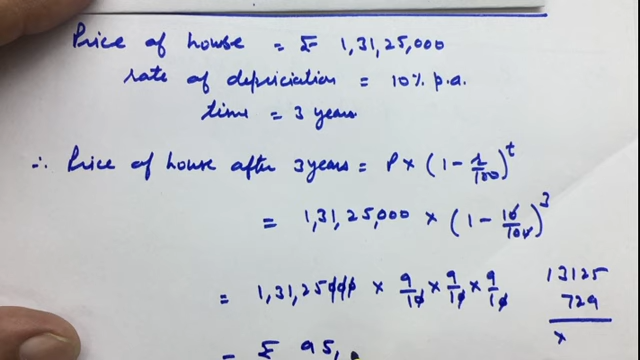 Price of house = ₹ 1,31,25,000
rate of depriciation = 10% p.a.
time = 3 years
∴ Price of house after 3 years = P × (1 - r/100)^t
= 1,31,25,000 × (1 - 10/100)^3
= 1,31,25000 × 9/10 × 9/10 × 9/10
13125
729
×
= ₹ 95,